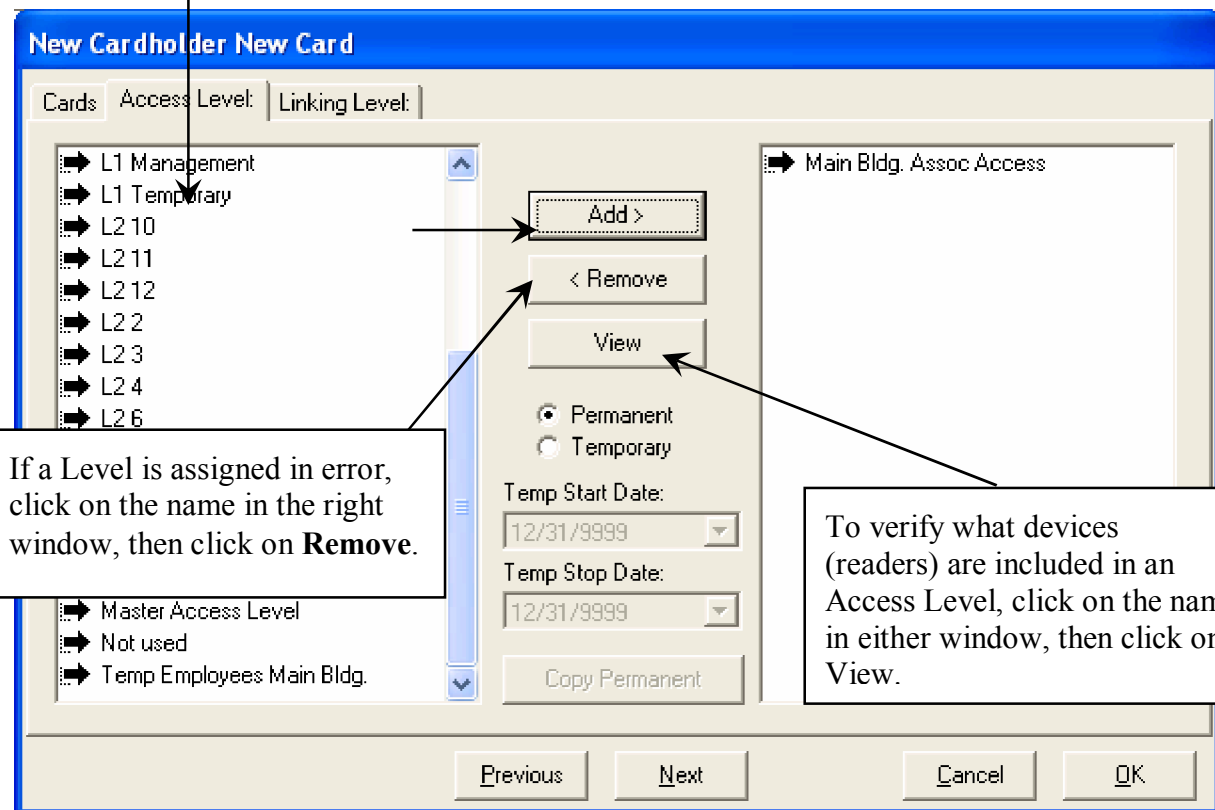 New Cardholder New Card
Cards Access Level: Linking Level:
L1 Management
L1 Temporary
L2 10
L2 11
L2 12
L2 2
L2 3
L2 4
L2 6
Master Access Level
Not used
Temp Employees Main Bldg.
Add >
< Remove
View
Permanent
Temporary
Temp Start Date:
12/31/9999
Temp Stop Date:
12/31/9999
Copy Permanent
Main Bldg. Assoc Access
If a Level is assigned in error,
click on the name in the right
window, then click on Remove.
To verify what devices
(readers) are included in an
Access Level, click on the nam
in either window, then click on
View.
Previous Next Cancel OK